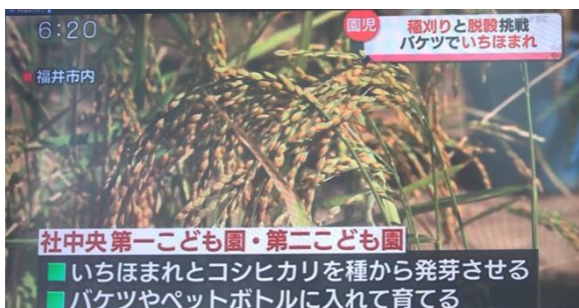 6:20
園児
稲刈りと脱穀挑戦
バケツでいちほまれ
福井市内
社中央第一こども園・第二こども園
いちほまれとコシヒカリを種から発芽させる
バケツやペットボトルに入れて育てる